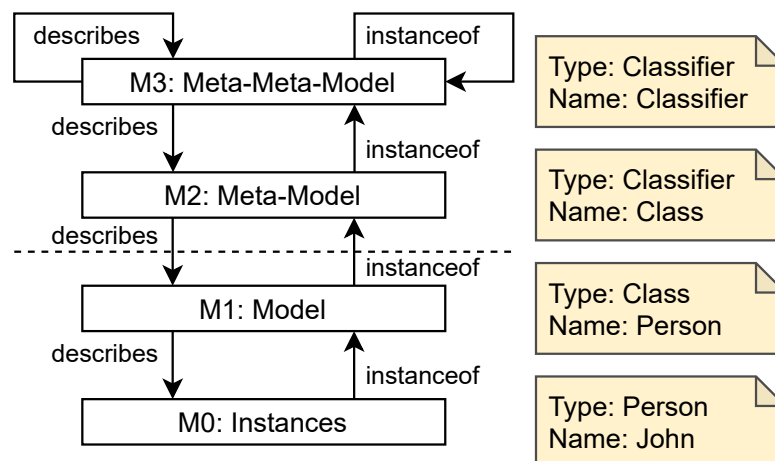 describes
instanceof
M3: Meta-Meta-Model
Type: Classifier
Name: Classifier
describes
instanceof
M2: Meta-Model
Type: Classifier
Name: Class
describes
instanceof
M1: Model
Type: Class
Name: Person
describes
instanceof
M0: Instances
Type: Person
Name: John